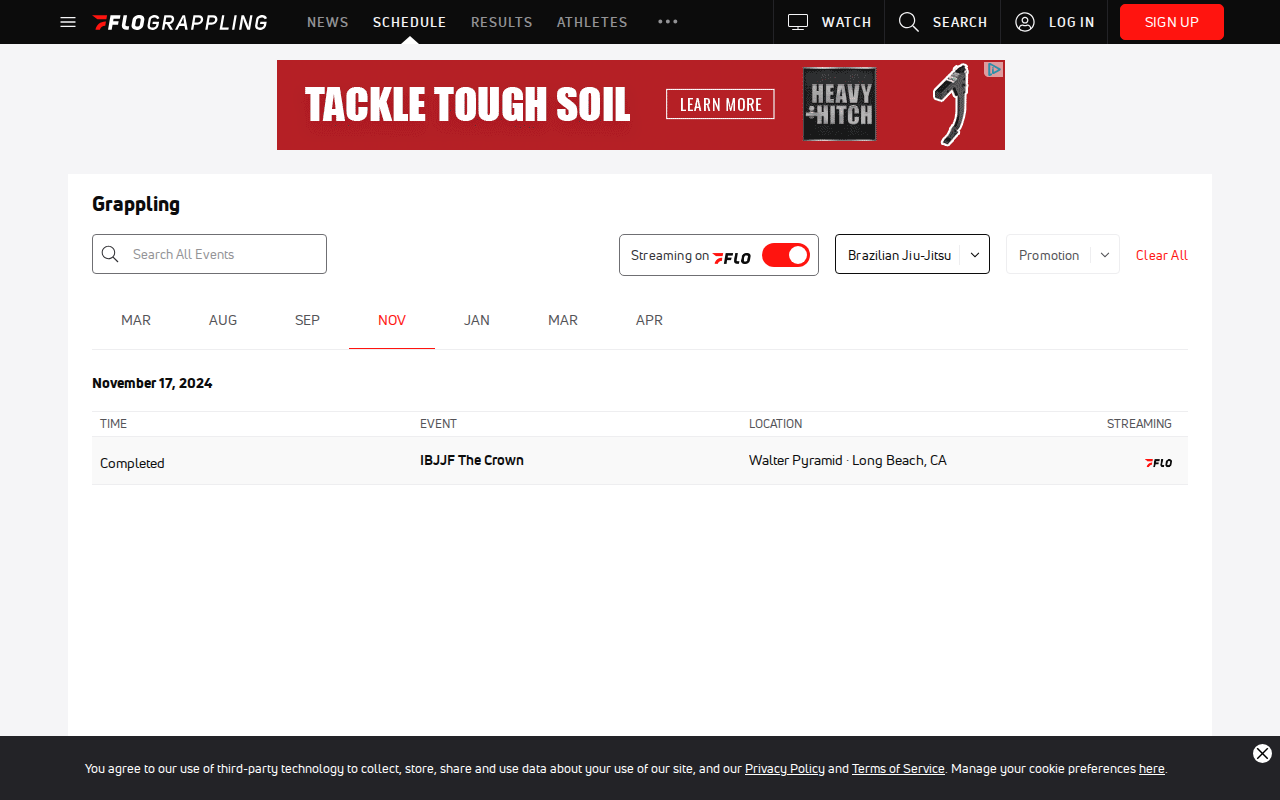 FLOGRAPPLING NEWS SCHEDULE RESULTS ATHLETES WATCH SEARCH LOG IN SIGN UP
TACKLE TOUGH SOIL LEARN MORE HEAVY HITCH
Grappling
Search All Events Streaming on FLO Brazilian Jiu-Jitsu Promotion Clear All
MAR AUG SEP NOV JAN MAR APR
November 17, 2024
TIME EVENT LOCATION STREAMING
Completed IBJJF The Crown Walter Pyramid · Long Beach, CA FLO
You agree to our use of third-party technology to collect, store, share and use data about your use of our site, and our Privacy Policy and Terms of Service. Manage your cookie preferences here.